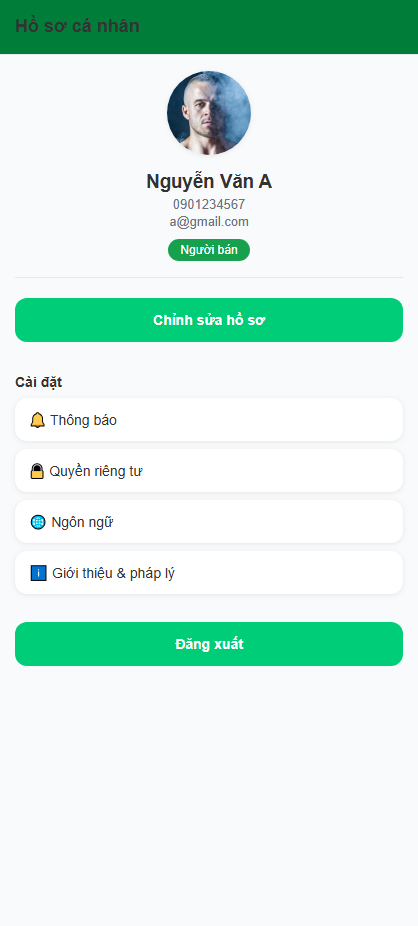 Hồ sơ cá nhân
Nguyễn Văn A
0901234567
a@gmail.com
Người bán
Chỉnh sửa hồ sơ
Cài đặt
🔔 Thông báo
🔒 Quyền riêng tư
🌐 Ngôn ngữ
ℹ️ Giới thiệu & pháp lý
Đăng xuất